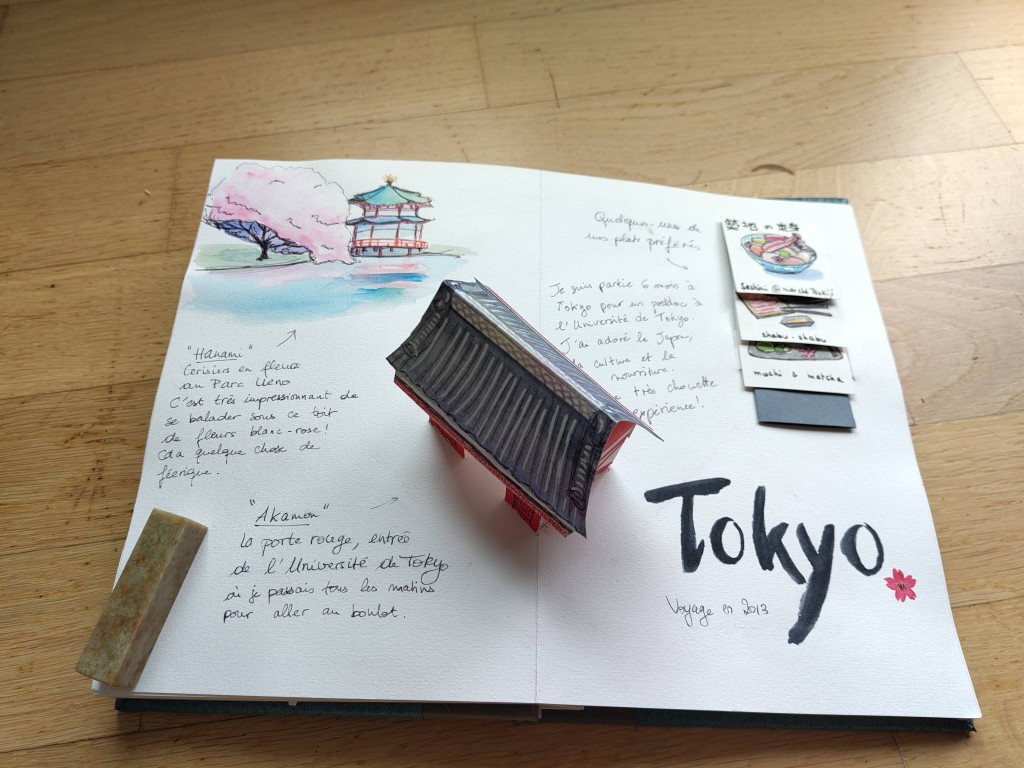 "Hanami"
Cerisiers en fleurs
au Parc Ueno
C'est très impressionnant de
se balader sous ce toit
de fleurs blanc-rose!
Ca a quelque chose de
féerique.
"Akamon"
La porte rouge, entrée
de l'Université de Tokyo
où je passais tous les matins
pour aller au boulot.
Quelques-uns de
mes plats préférés
Je suis partie 6 mois à
Tokyo pour un postdoc à
l'Université de Tokyo.
J'ai adoré le Japon,
la culture et la
nourriture.
très chouette
expérience!
築地の
Sashimi @ marché Tsukiji
shabu-shabu
mochi & matcha
Tokyo
Voyage en 2013